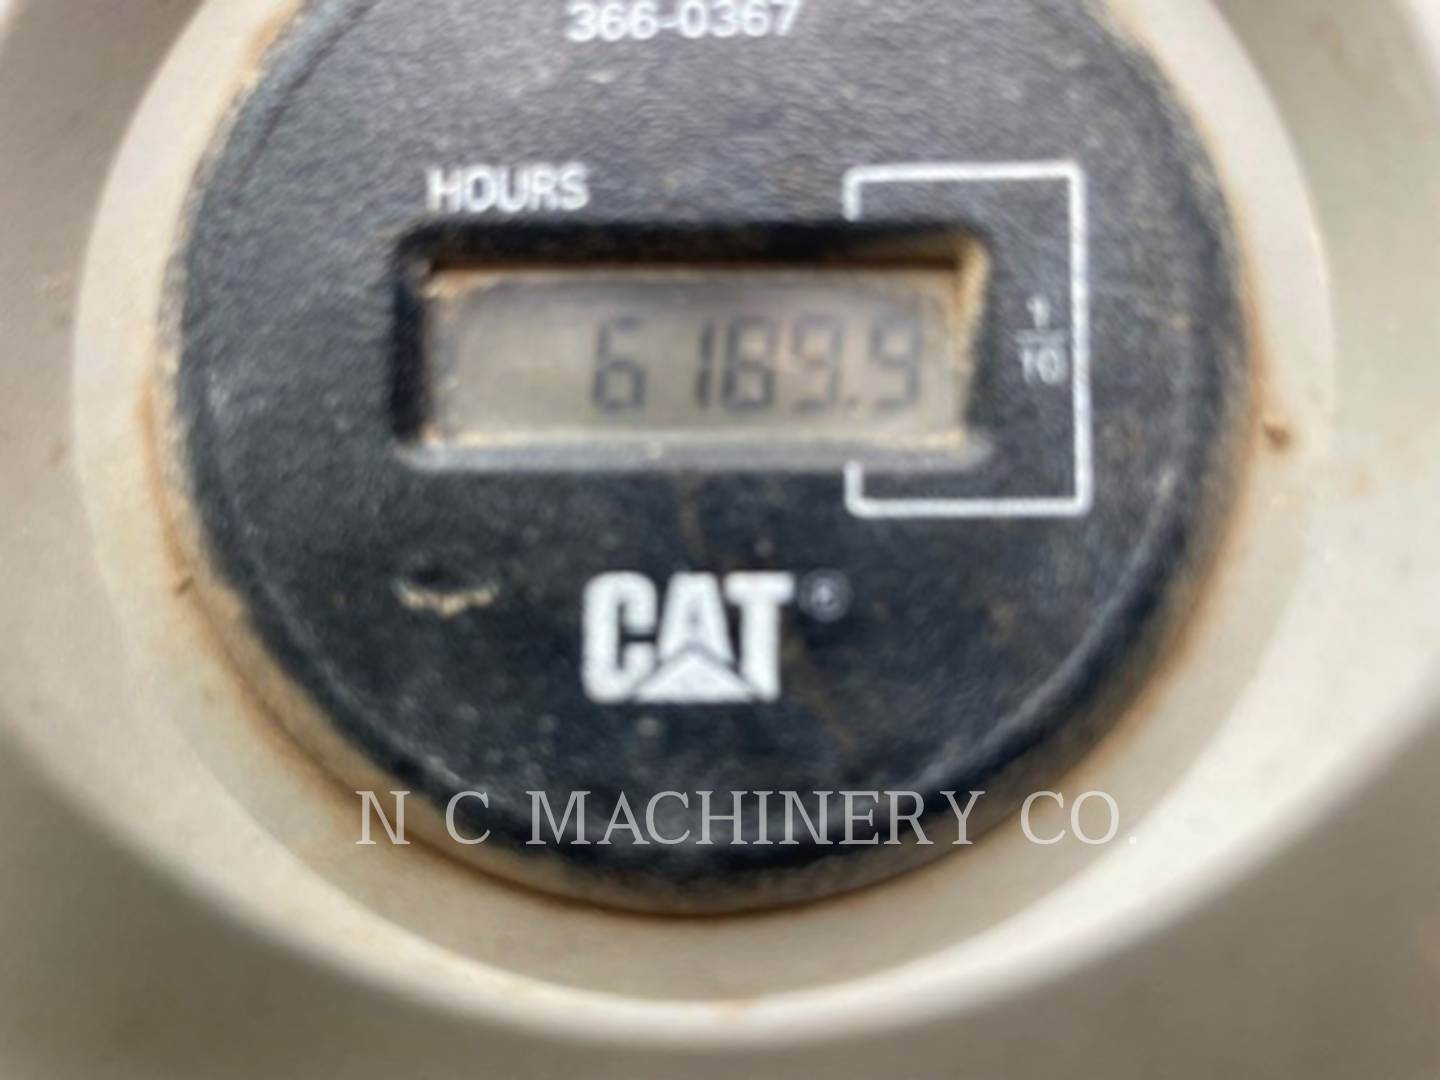 366-0367
HOURS
6189.9
1
10
CAT®
N C MACHINERY CO.